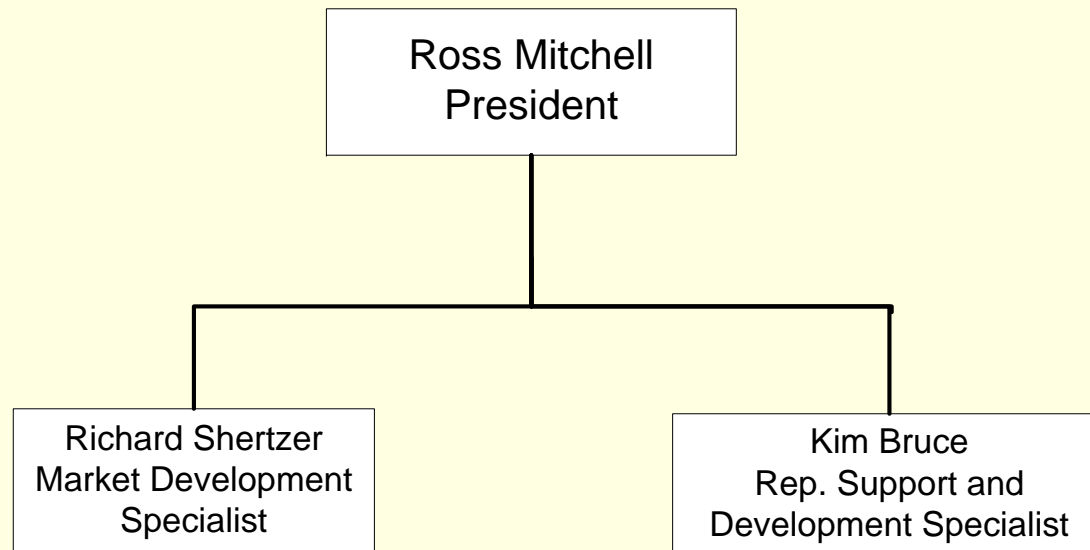 Ross Mitchell
President
Richard Shertzer
Market Development
Specialist
Kim Bruce
Rep. Support and
Development Specialist